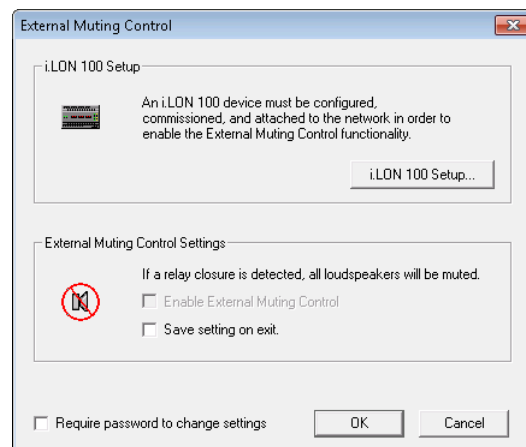 External Muting Control
i.LON 100 Setup
An i.LON 100 device must be configured,
commissioned, and attached to the network in order to
enable the External Muting Control functionality.
i.LON 100 Setup...
External Muting Control Settings
If a relay closure is detected, all loudspeakers will be muted.
Enable External Muting Control
Save setting on exit.
Require password to change settings
OK
Cancel